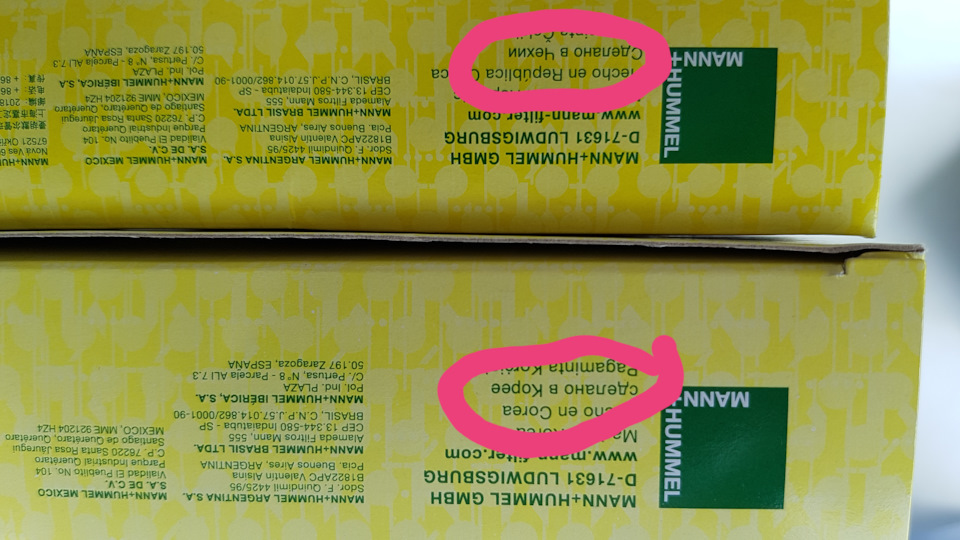 MANN+HUMMEL
MANN+HUMMEL GMBH
D-71631 LUDWIGSBURG
www.mann-filter.com
en Corea
сделано в Корее
Pagaminta
MANN+HUMMEL ARGENTINA S.A.
Sdor. F. Quindimil 4425/95
B1822APC Valentin Alsina
Pcia. Buenos Aires, ARGENTINA
MANN+HUMMEL BRASIL LTDA.
Alameda Filtros Mann, 555
CEP 13.344-580 Indaiatuba - SP
BRASIL, C.N.P.J.57.014.862/0001-90
MANN+HUMMEL IBÉRICA, S.A.
Pol. Ind. PLAZA
C/. Pertusa, N° 8 - Parcela ALI 7.3
50.197 Zaragoza, ESPAÑA
MANN+HUMMEL MEXICO
S.A. DE C.V.
Vialidad El Pueblito No. 104
Parque Industrial Querétaro
C.P. 76220 Santa Rosa Jáuregui
Santiago de Querétaro, Querétaro
MEXICO, MME 921204 HZ4
MANN+HUMMEL
MANN+HUMMEL GMBH
D-71631 LUDWIGSBURG
www.mann-filter.com
Hecho en República
Сделано в Чехии
MANN+HUMMEL ARGENTINA S.A.
Sdor. F. Quindimil 4425/95
B1822APC Valentin Alsina
Pcia. Buenos Aires, ARGENTINA
MANN+HUMMEL BRASIL LTDA.
Alameda Filtros Mann, 555
CEP 13.344-580 Indaiatuba - SP
BRASIL, C.N.P.J.57.014.862/0001-90
MANN+HUMMEL MEXICO
S.A. DE C.V.
Vialidad El Pueblito No. 104
Parque Industrial Querétaro
C.P. 76220 Santa Rosa Jáuregui
Santiago de Querétaro, Querétaro
MEXICO, MME 921204 HZ4
MANN+HUMMEL IBÉRICA, S.A.
Pol. Ind. PLAZA
C/. Pertusa, N° 8 - Parcela ALI 7.3
50.197 Zaragoza, ESPAÑA
MANN+HUMMEL
Nová Ves